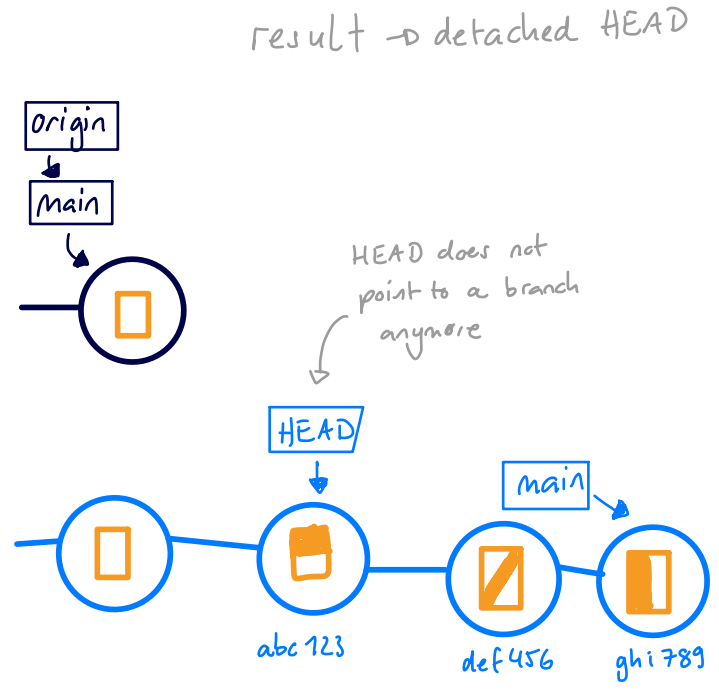 result → detached HEAD
origin
main
HEAD does not
point to a branch
anymore
HEAD
main
abc123
def456
ghi789